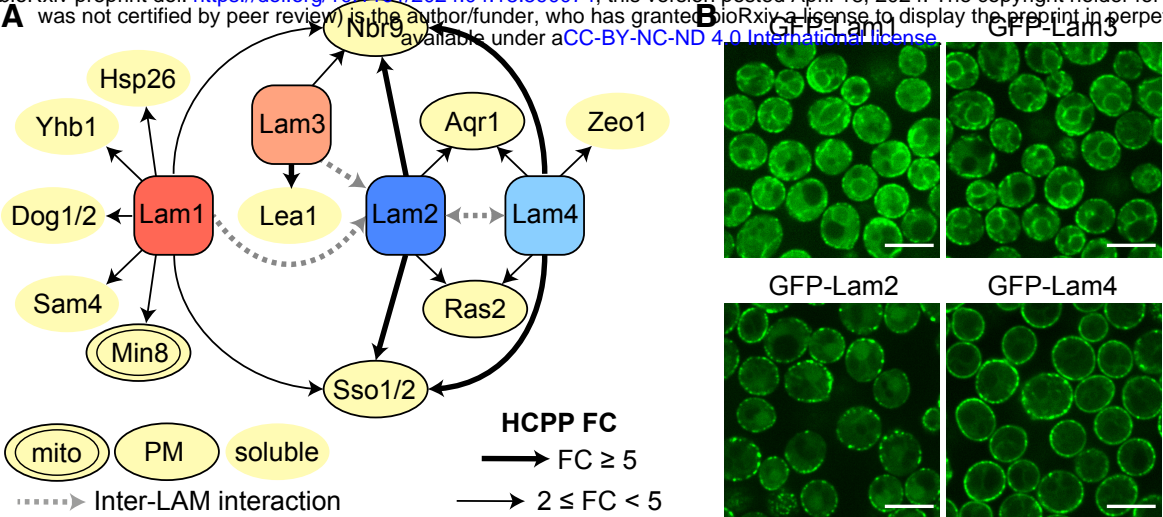 was not certified by peer review) is the author/funder, who has granted bioRxiv a license to display the preprint in
available under aCC-BY-NC-ND 4.0 International license.
A
B
Nbr9
Hsp26
Yhb1
Lam3
Aqr1
Zeo1
Dog1/2
Lam1
Lea1
Lam2
Lam4
Sam4
Ras2
Min8
Sso1/2
mito
PM
soluble
Inter-LAM interaction
HCPP FC
FC ≥ 5
2 ≤ FC < 5
GFP-Lam1
GFP-Lam3
GFP-Lam2
GFP-Lam4